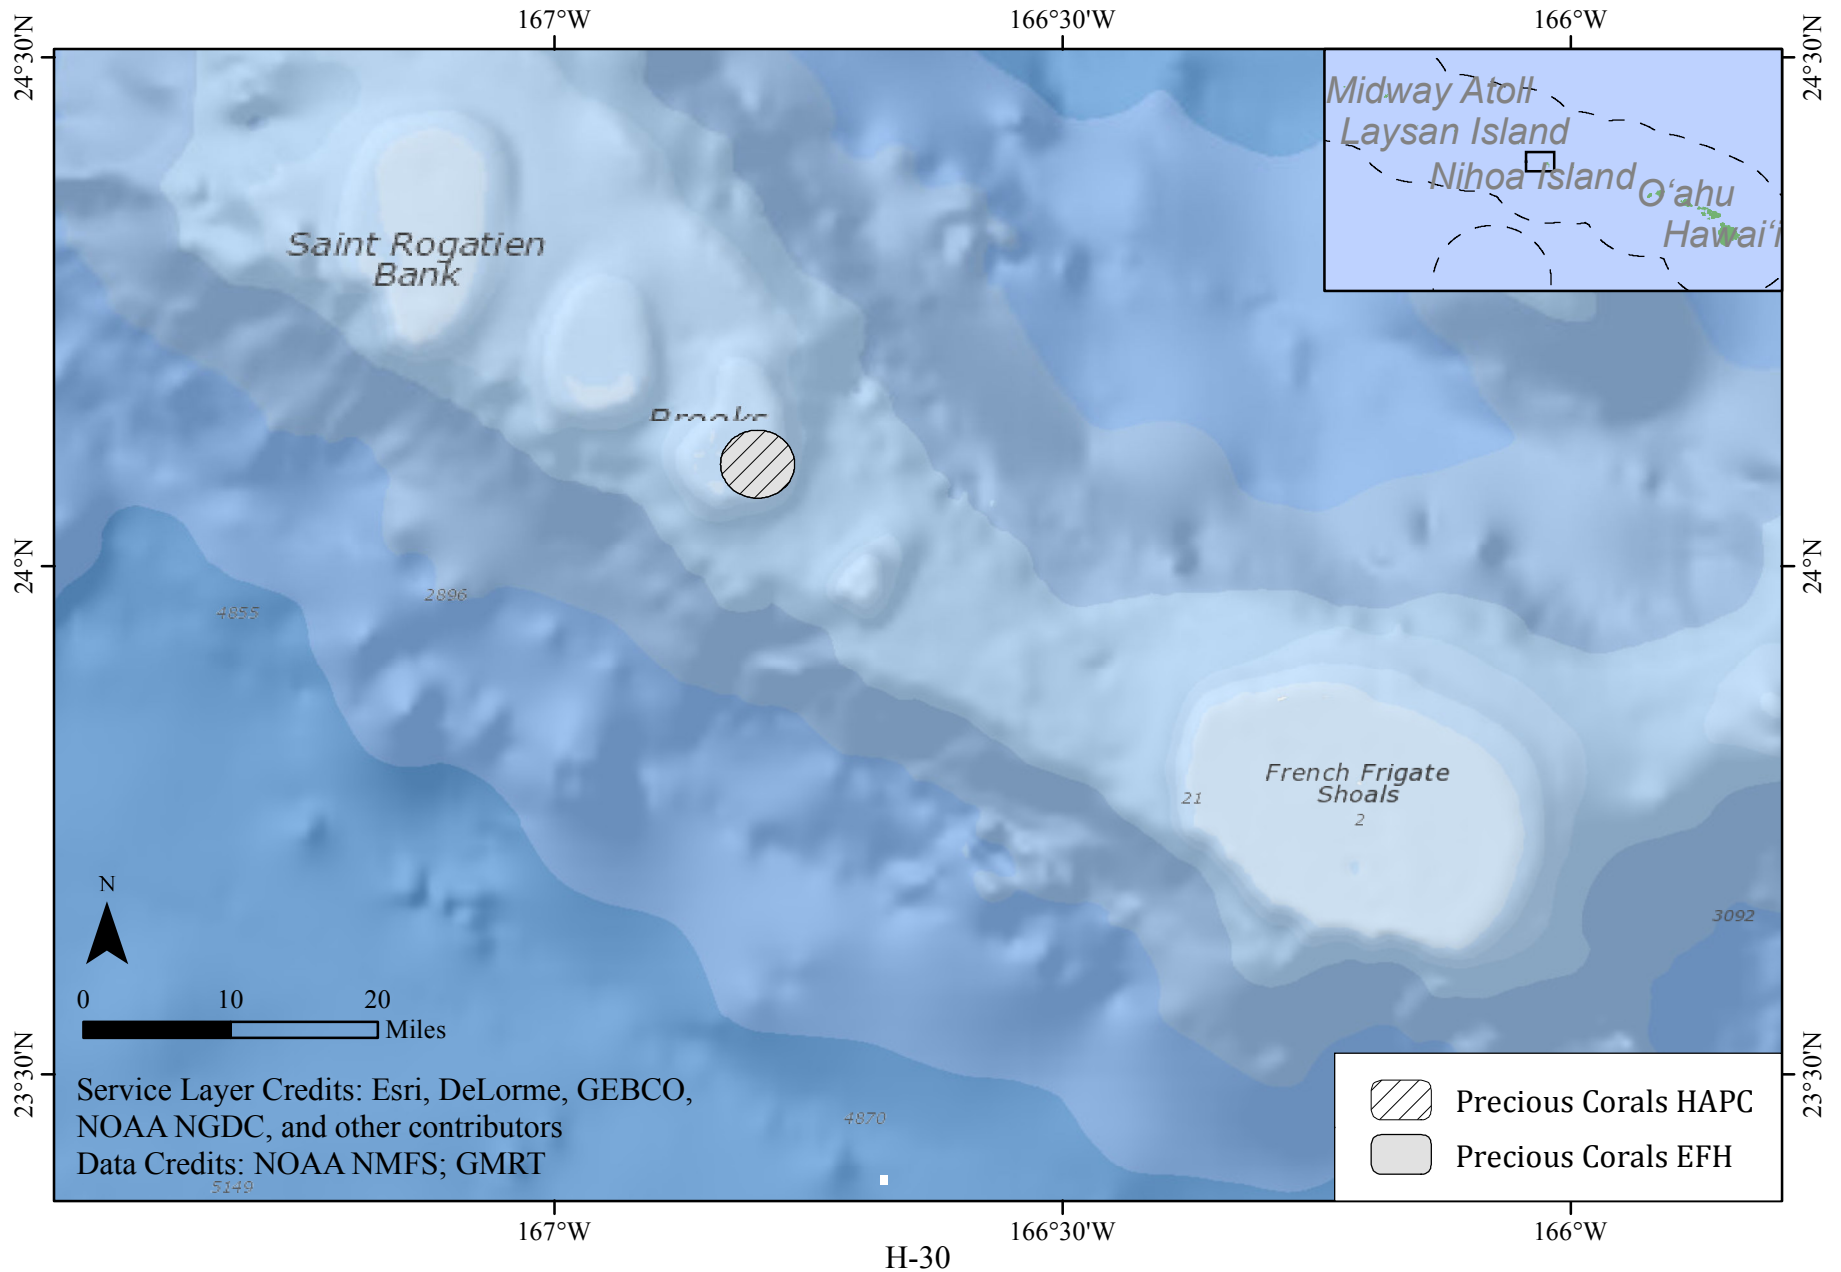 167°W
166°30'W
166°W
24°30'N
24°30'N
Midway Atoll
Laysan Island
Nihoa Island
O‘ahu
Hawai‘i
Saint Rogatien
Bank
Brooks
24°N
24°N
2896
4855
French Frigate
Shoals
21
2
3092
N
0
10
20
Miles
23°30'N
23°30'N
Service Layer Credits: Esri, DeLorme, GEBCO,
NOAA NGDC, and other contributors
Data Credits: NOAA NMFS; GMRT
4870
5149
Precious Corals HAPC
Precious Corals EFH
167°W
166°30'W
166°W
H-30